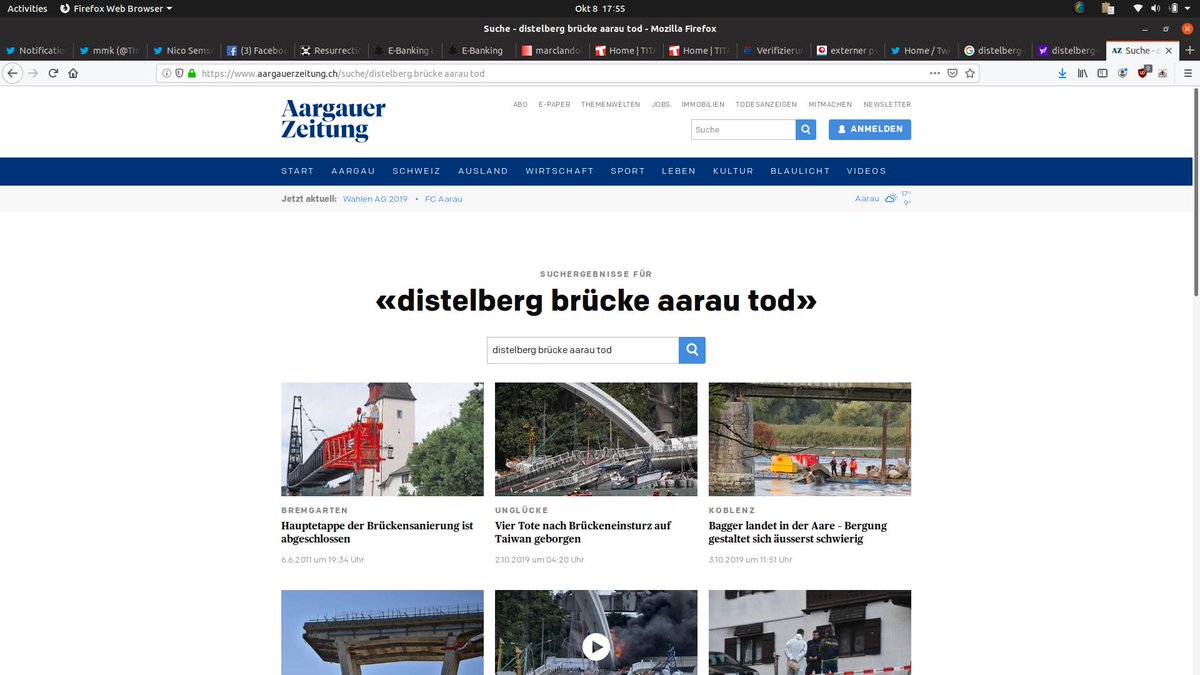 Activities Firefox Web Browser Okt 8 17:55
Suche - distelberg brücke aarau tod - Mozilla Firefox
Notificatio mmk (@TIm Nico Sems (3) Faceboo Resurrectin E-Banking L E-Banking marclando Home | TITA Home | TITA Verifizierun externer ps Home / Twi distelberg distelberg Suche - d
https://www.aargauerzeitung.ch/suche/distelberg brücke aarau tod
Aargauer
Zeitung
ABO E-PAPER THEMENWELTEN JOBS IMMOBILIEN TODESANZEIGEN MITMACHEN NEWSLETTER
Suche ANMELDEN
START AARGAU SCHWEIZ AUSLAND WIRTSCHAFT SPORT LEBEN KULTUR BLAULICHT VIDEOS
Jetzt aktuell: Wahlen AG 2019 • FC Aarau Aarau 17° 9°
SUCHERGEBNISSE FÜR
«distelberg brücke aarau tod»
distelberg brücke aarau tod
BREMGARTEN
Hauptetappe der Brückensanierung ist
abgeschlossen
6.6.2011 um 19:34 Uhr
UNGLÜCKE
Vier Tote nach Brückeneinsturz auf
Taiwan geborgen
2.10.2019 um 04:20 Uhr
KOBLENZ
Bagger landet in der Aare – Bergung
gestaltet sich äusserst schwierig
3.10.2019 um 11:51 Uhr